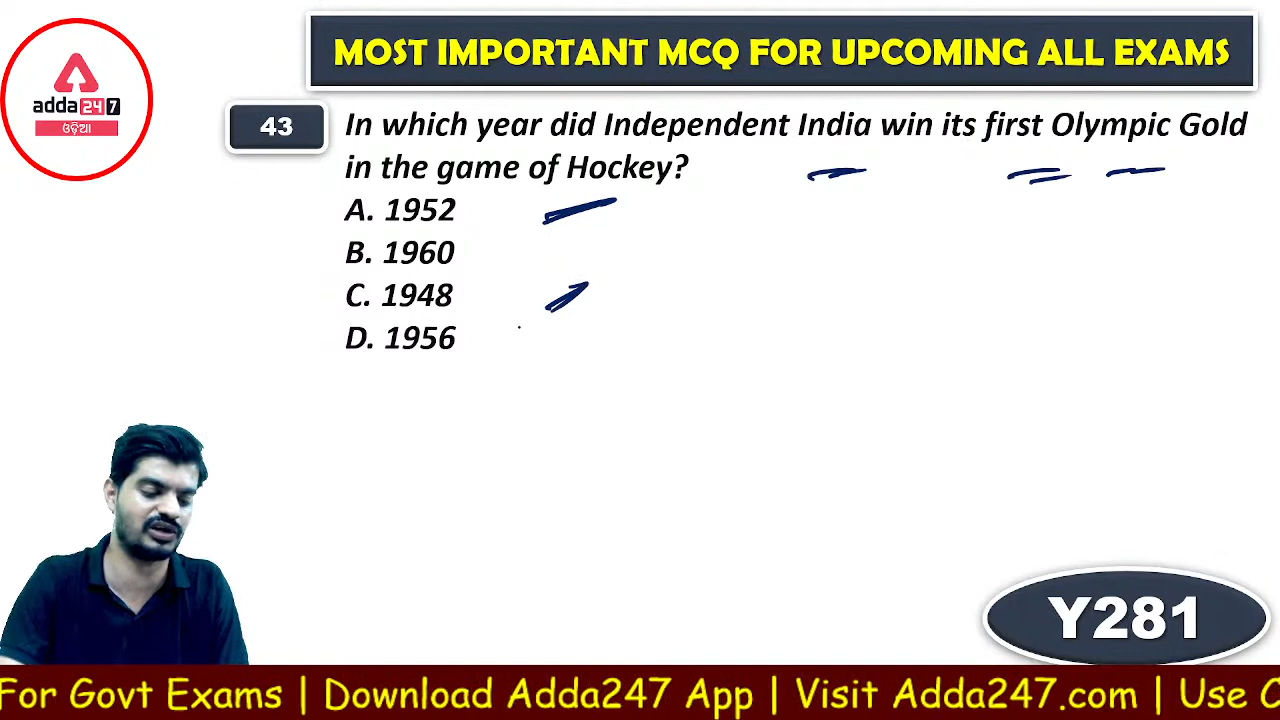 MOST IMPORTANT MCQ FOR UPCOMING ALL EXAMS
adda 24 7
ଓଡ଼ିଆ
43
In which year did Independent India win its first Olympic Gold
in the game of Hockey?
A. 1952
B. 1960
C. 1948
D. 1956
Y281
For Govt Exams | Download Adda247 App | Visit Adda247.com | Use